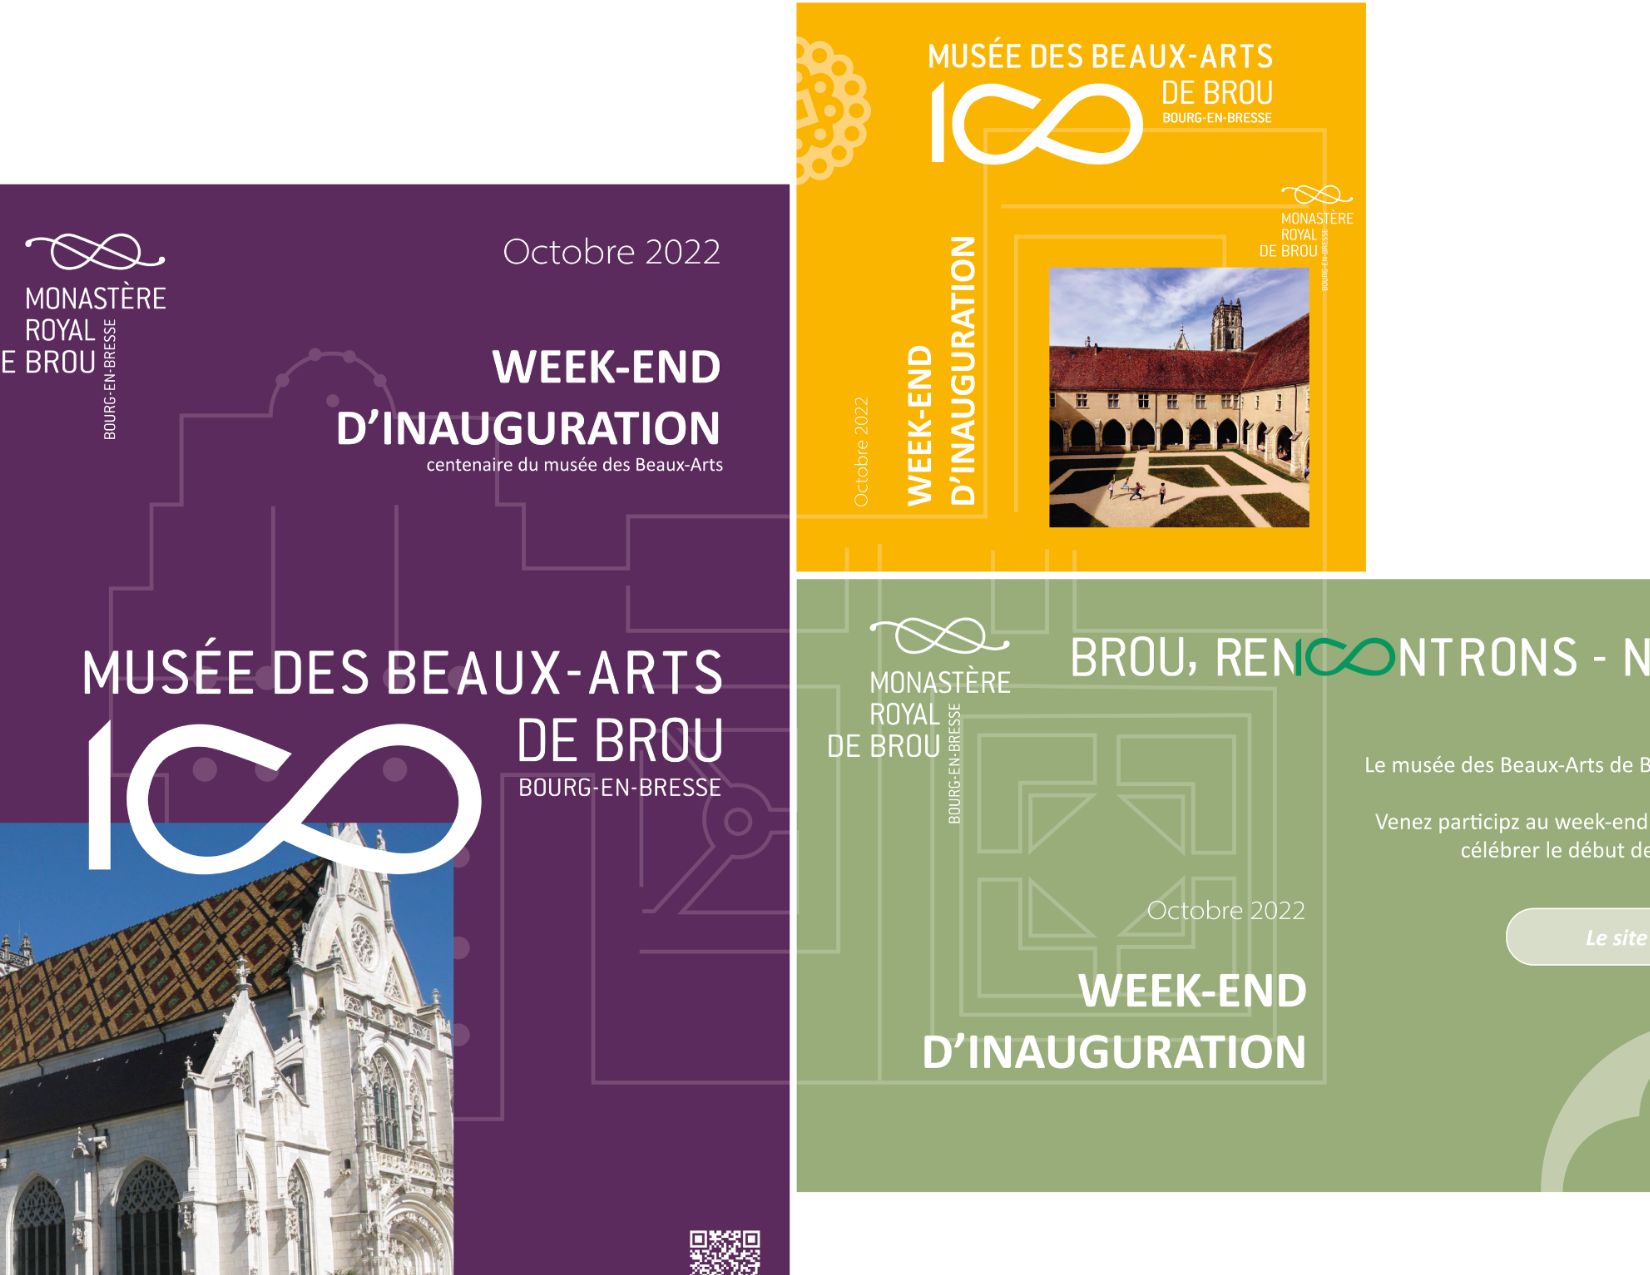 MONASTÈRE
ROYAL
E BROU
BOURG-EN-BRESSE
Octobre 2022
WEEK-END
D’INAUGURATION
centenaire du musée des Beaux-Arts
MUSÉE DES BEAUX-ARTS
100
DE BROU
BOURG-EN-BRESSE
MUSÉE DES BEAUX-ARTS
100
DE BROU
BOURG-EN-BRESSE
MONASTÈRE
ROYAL
DE BROU
BOURG-EN-BRESSE
Octobre 2022
WEEK-END
D’INAUGURATION
MONASTÈRE
ROYAL
DE BROU
BOURG-EN-BRESSE
BROU, REN100NTRONS - N
Le musée des Beaux-Arts de B
Venez participz au week-end
célébrer le début de
Le site
Octobre 2022
WEEK-END
D’INAUGURATION